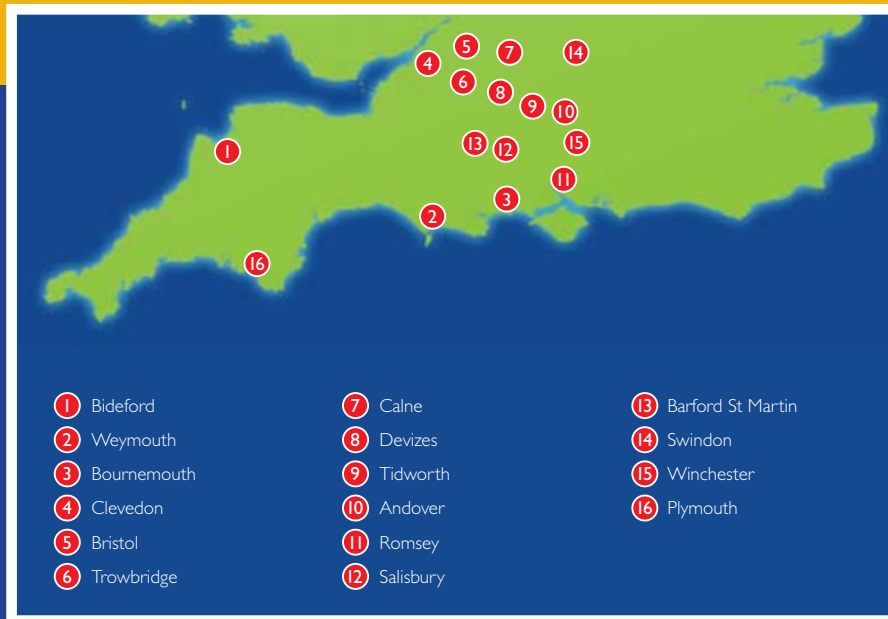 5
7
14
4
6
8
9
10
13
12
15
1
11
3
2
16
1 Bideford
2 Weymouth
3 Bournemouth
4 Clevedon
5 Bristol
6 Trowbridge
7 Calne
8 Devizes
9 Tidworth
10 Andover
11 Romsey
12 Salisbury
13 Barford St Martin
14 Swindon
15 Winchester
16 Plymouth